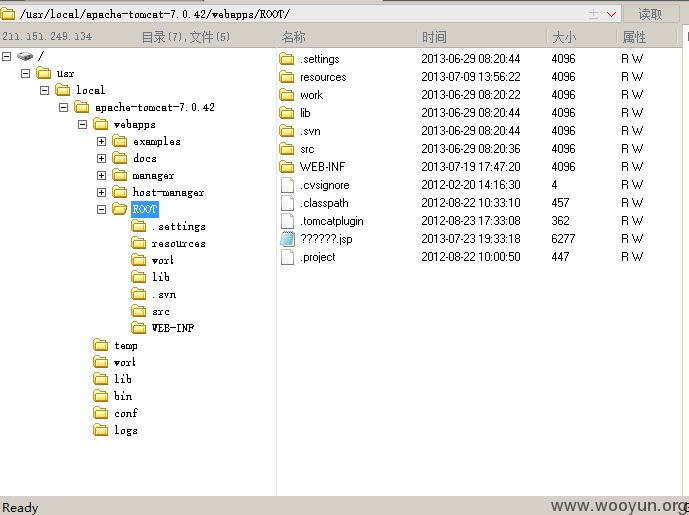 /usr/local/apache-tomcat-7.0.42/webapps/ROOT/ 读取
211.151.249.134 目录(7),文件(5) 名称 时间 大小 属性
/
usr
local
apache-tomcat-7.0.42
webapps
examples
docs
manager
host-manager
ROOT
.settings
resources
work
lib
.svn
src
WEB-INF
temp
work
lib
bin
conf
logs
.settings 2013-06-29 08:20:44 4096 R W
resources 2013-07-09 13:56:22 4096 R W
work 2013-06-29 08:20:22 4096 R W
lib 2013-06-29 08:20:44 4096 R W
.svn 2013-06-29 08:20:44 4096 R W
src 2013-06-29 08:20:36 4096 R W
WEB-INF 2013-07-19 17:47:20 4096 R W
.cvsignore 2012-02-20 14:16:30 4 R W
.classpath 2012-08-22 10:33:10 457 R W
.tomcatplugin 2012-08-23 17:33:08 362 R W
??????.jsp 2013-07-23 19:33:18 6277 R W
.project 2012-08-22 10:00:50 447 R W
Ready
www.wooyun.org